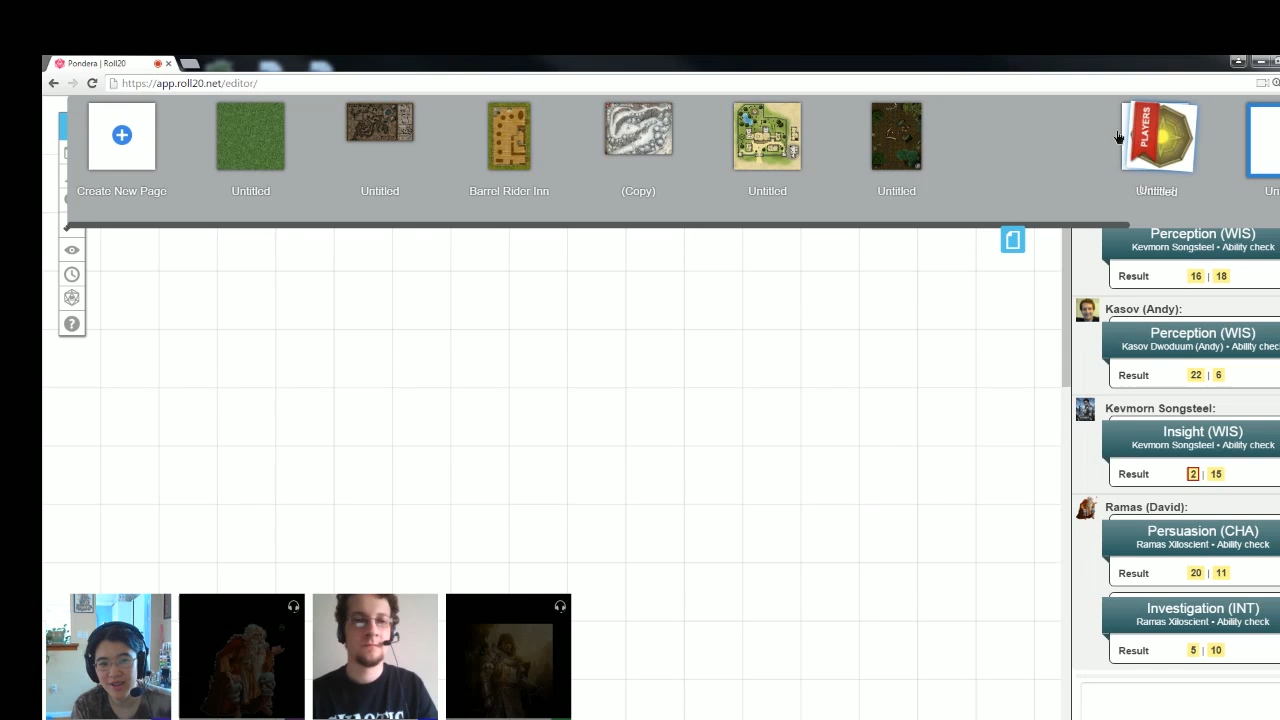 Pondera | Roll20
https://app.roll20.net/editor/
PLAYERS
Create New Page
Untitled
Untitled
Barrel Rider Inn
(Copy)
Untitled
Untitled
Untitled
Perception (WIS)
Kevmorn Songsteel • Ability check
Result 16 | 18
Kasov (Andy):
Perception (WIS)
Kasov Dwoduum (Andy) • Ability chec
Result 22 | 6
Kevmorn Songsteel:
Insight (WIS)
Kevmorn Songsteel • Ability check
Result 2 | 15
Ramas (David):
Persuasion (CHA)
Ramas Xiloscient • Ability check
Result 20 | 11
Investigation (INT)
Ramas Xiloscient • Ability check
Result 5 | 10
CHAOTIC